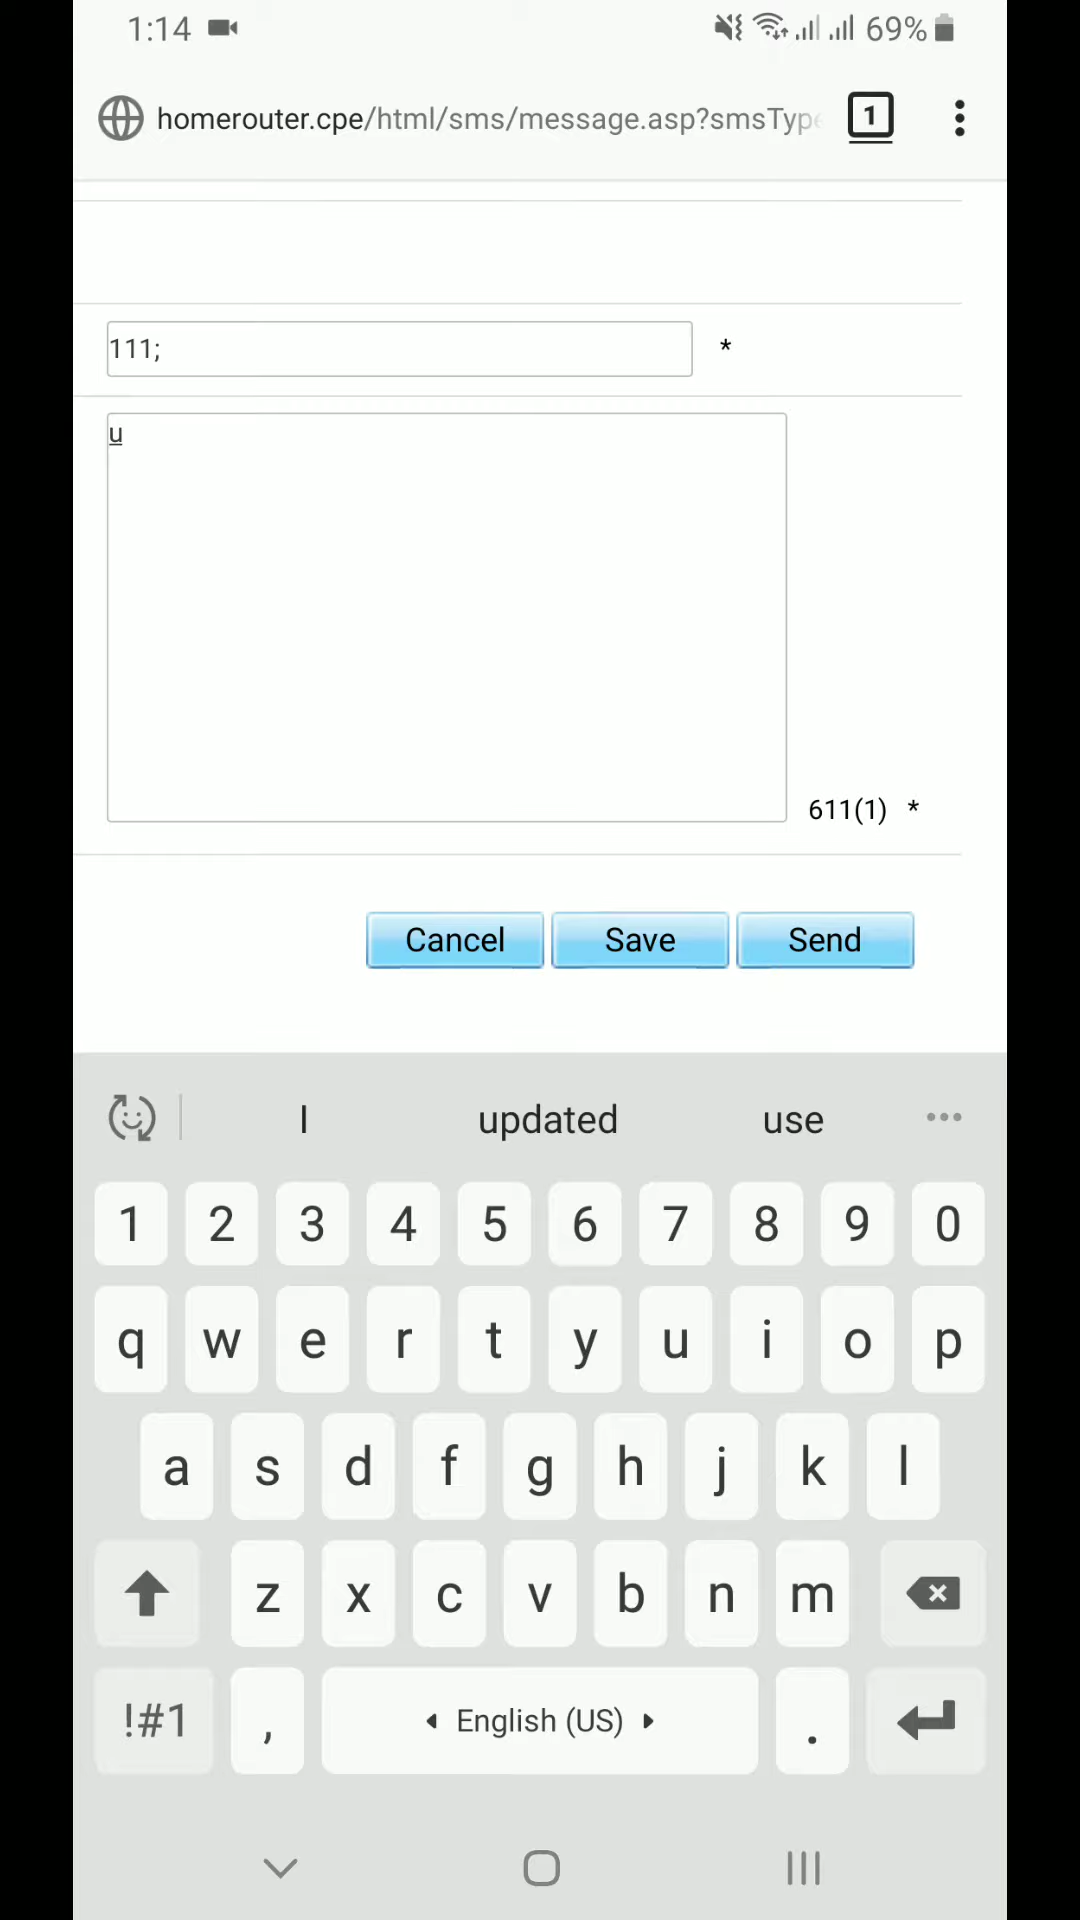 1:14 69%
homerouter.cpe/html/sms/message.asp?smsType 1
111; *
u
611(1) *
Cancel Save Send
I updated use
1 2 3 4 5 6 7 8 9 0
q w e r t y u i o p
a s d f g h j k l
z x c v b n m
!#1 , English (US) .